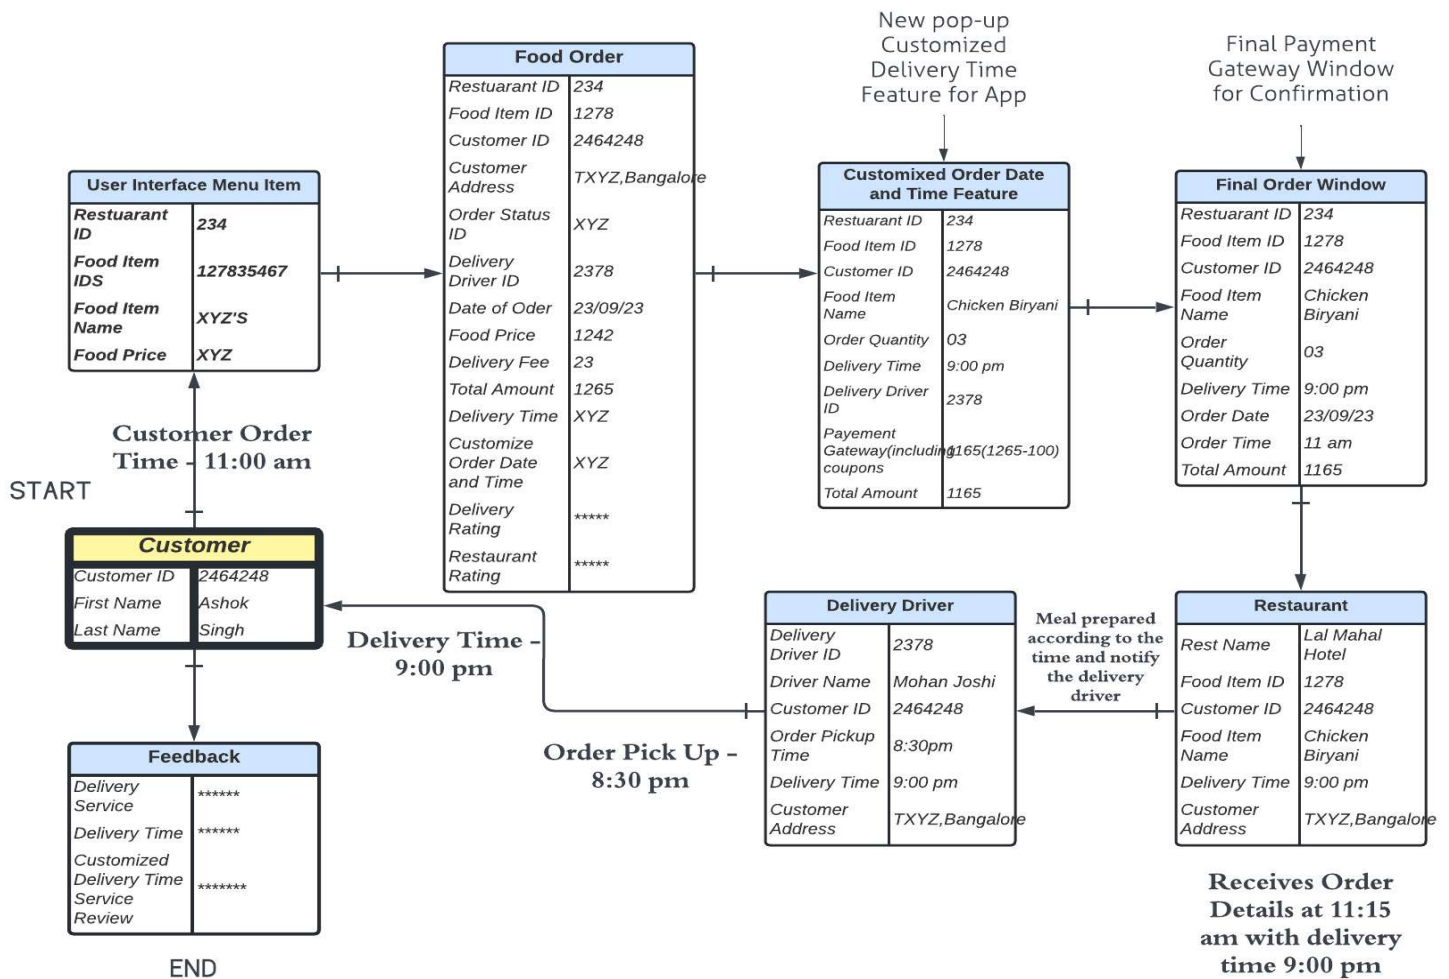 New pop-up
Customized
Delivery Time
Feature for App
Final Payment
Gateway Window
for Confirmation
User Interface Menu Item
Restuarant
ID
234
Food Item
IDS
127835467
Food Item
Name
XYZ'S
Food Price
XYZ
Food Order
Restuarant ID 234
Food Item ID 1278
Customer ID 2464248
Customer
Address
TXYZ,Bangalore
Order Status
ID
XYZ
Delivery
Driver ID
2378
Date of Oder 23/09/23
Food Price 1242
Delivery Fee 23
Total Amount 1265
Delivery Time XYZ
Customize
Order Date
and Time
XYZ
Delivery
Rating
*****
Restaurant
Rating
*****
Customixed Order Date
and Time Feature
Restuarant ID 234
Food Item ID 1278
Customer ID 2464248
Food Item
Name
Chicken Biryani
Order Quantity 03
Delivery Time 9:00 pm
Delivery Driver
ID
2378
Payement
Gateway(including
coupons
1165(1265-100)
Total Amount 1165
Final Order Window
Restuarant ID 234
Food Item ID 1278
Customer ID 2464248
Food Item
Name
Chicken
Biryani
Order
Quantity
03
Delivery Time 9:00 pm
Order Date 23/09/23
Order Time 11 am
Total Amount 1165
Customer Order
Time - 11:00 am
START
Customer
Customer ID 2464248
First Name Ashok
Last Name Singh
Delivery Time -
9:00 pm
Order Pick Up -
8:30 pm
Delivery Driver
Delivery
Driver ID
2378
Driver Name Mohan Joshi
Customer ID 2464248
Order Pickup
Time
8:30pm
Delivery Time 9:00 pm
Customer
Address
TXYZ,Bangalore
Meal prepared
according to the
time and notify
the delivery
driver
Restaurant
Rest Name
Lal Mahal
Hotel
Food Item ID 1278
Customer ID 2464248
Food Item
Name
Chicken
Biryani
Delivery Time 9:00 pm
Customer
Address
TXYZ,Bangalore
Receives Order
Details at 11:15
am with delivery
time 9:00 pm
Feedback
Delivery
Service
******
Delivery Time ******
Customized
Delivery Time
Service
Review
*******
END